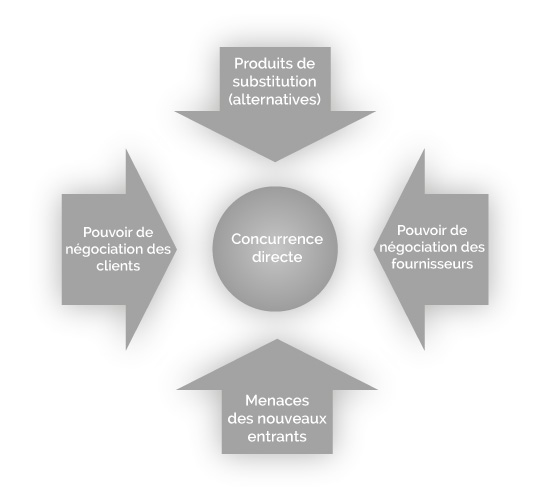 Produits de
substitution
(alternatives)
Pouvoir de
négociation des
clients
Concurrence
directe
Pouvoir de
négociation des
fournisseurs
Menaces
des nouveaux
entrants